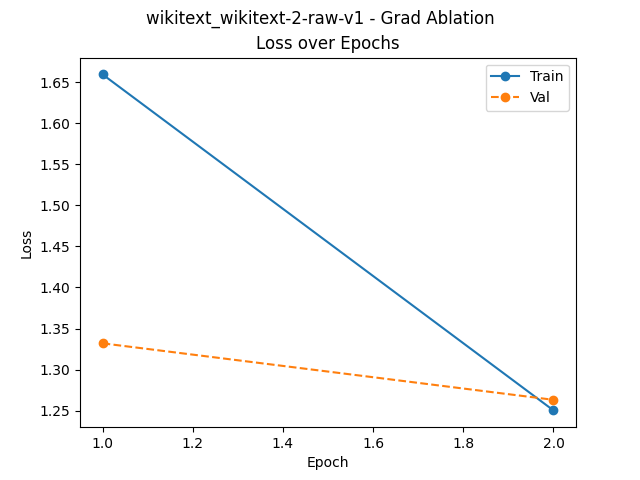 wikitext_wikitext-2-raw-v1 - Grad Ablation
Loss over Epochs
Train
Val
1.65
1.60
1.55
1.50
1.45
1.40
1.35
1.30
1.25
Loss
1.0
1.2
1.4
1.6
1.8
2.0
Epoch